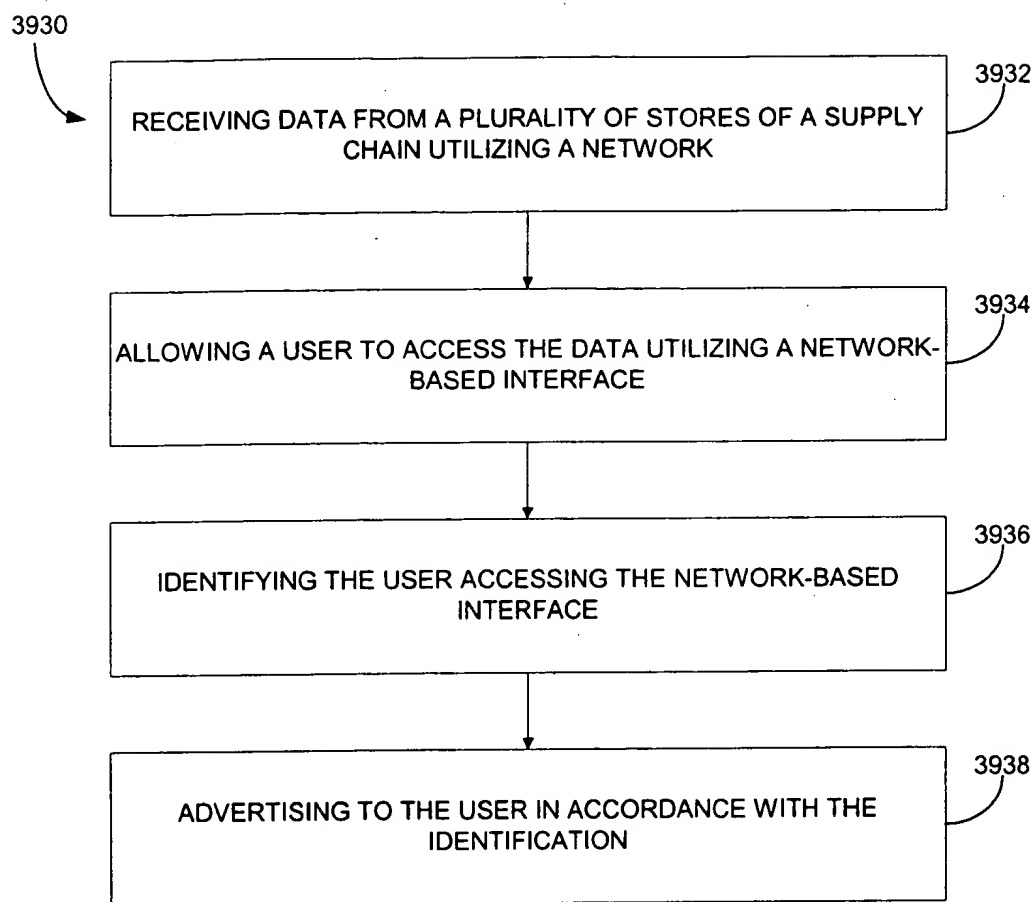 3930
3932
RECEIVING DATA FROM A PLURALITY OF STORES OF A SUPPLY
CHAIN UTILIZING A NETWORK
3934
ALLOWING A USER TO ACCESS THE DATA UTILIZING A NETWORK-
BASED INTERFACE
3936
IDENTIFYING THE USER ACCESSING THE NETWORK-BASED
INTERFACE
3938
ADVERTISING TO THE USER IN ACCORDANCE WITH THE
IDENTIFICATION